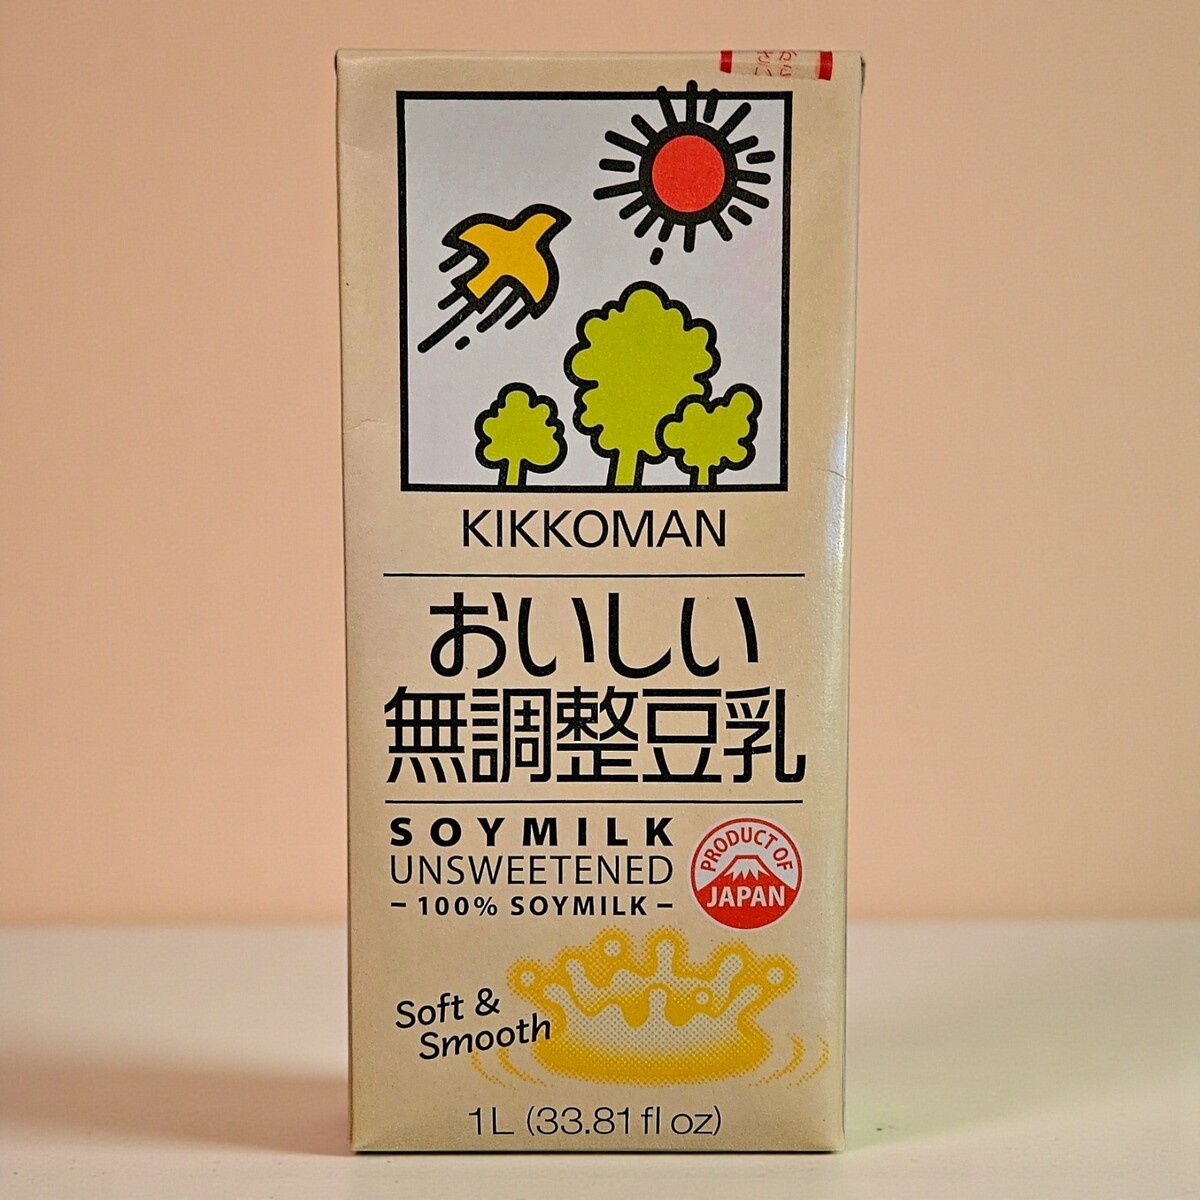 KIKKOMAN
おいしい
無調整豆乳
SOYMILK
UNSWEETENED
– 100% SOYMILK –
PRODUCT OF
JAPAN
Soft &
Smooth
1L (33.81 fl oz)